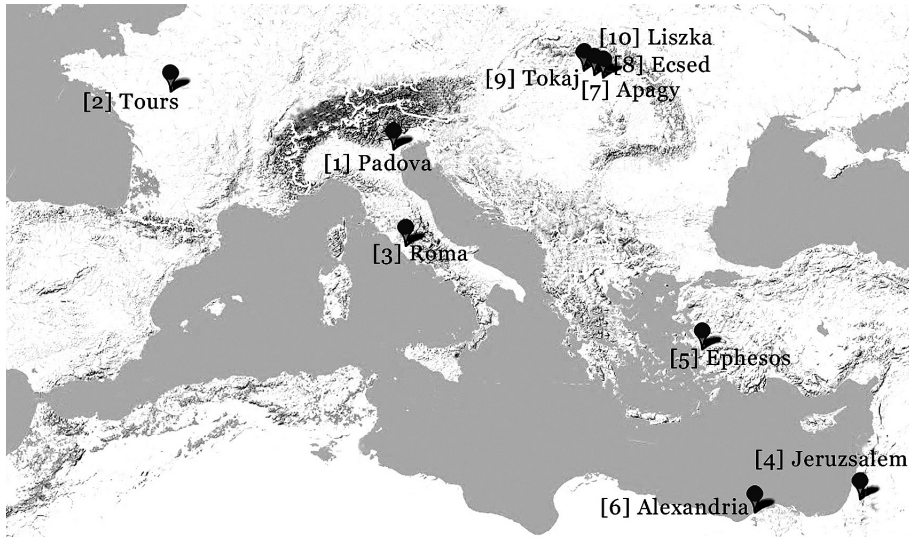 [10] Liszka
[8] Ecsed
[9] Tokaj
[7] Apagy
[2] Tours
[1] Padova
[3] Róma
[5] Ephesos
[4] Jeruzsalem
[6] Alexandria